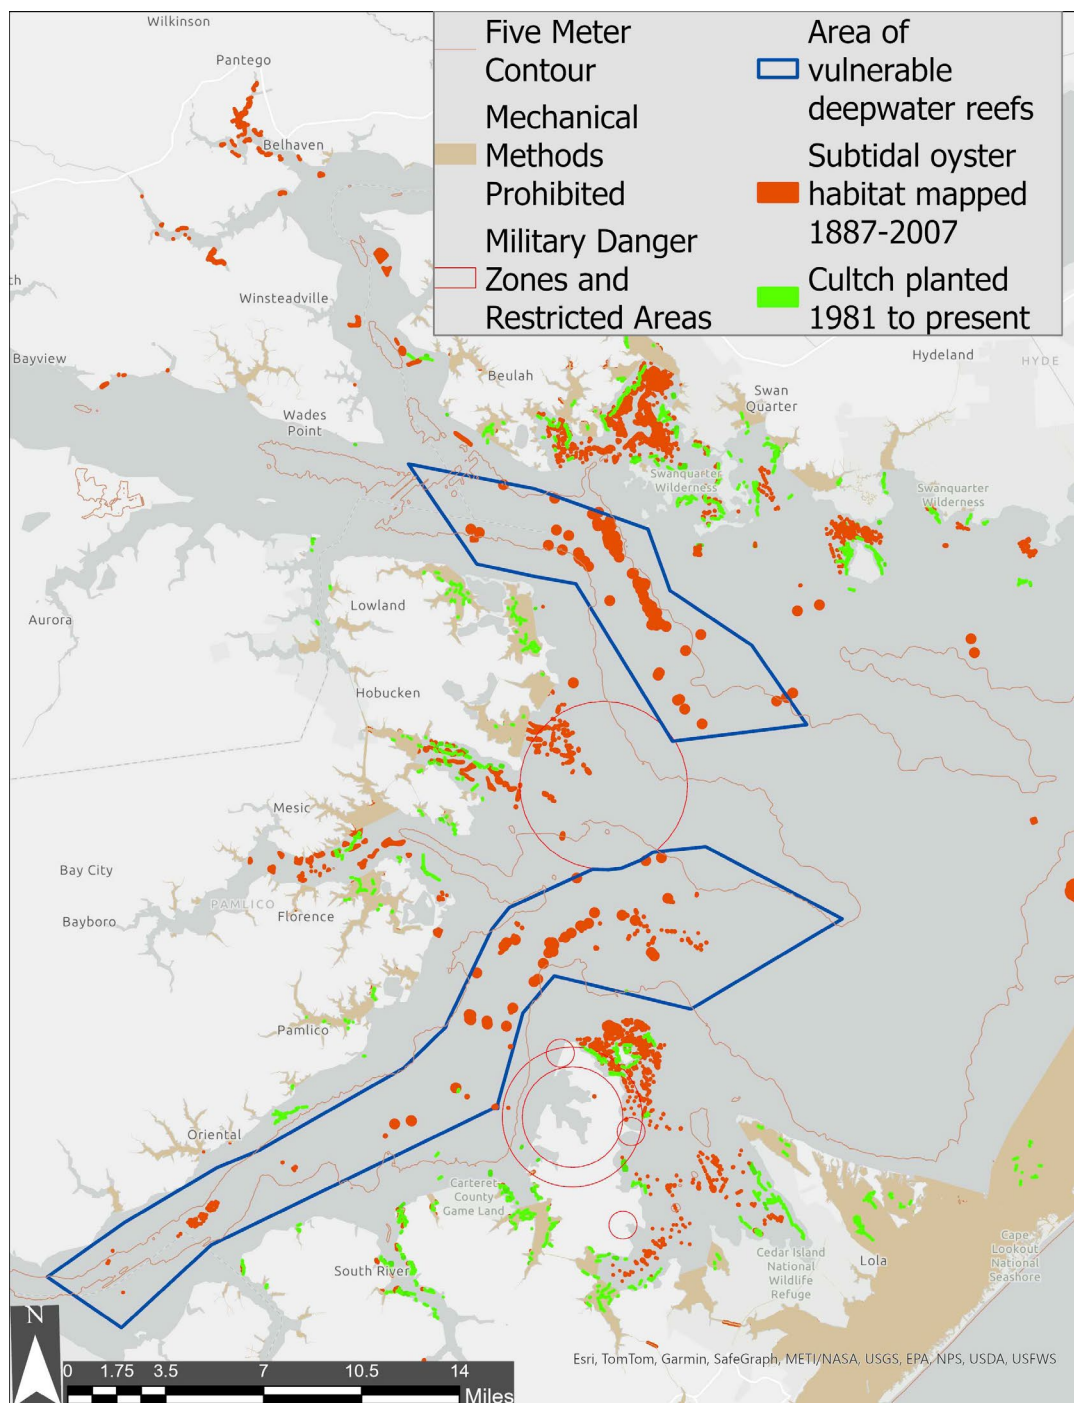 Wilkinson
Pantego
Belhaven
Winsteadville
Bayview
Wades
Point
Beulah
Five Meter
Contour
Mechanical
Methods
Prohibited
Military Danger
Zones and
Restricted Areas
Area of
vulnerable
deepwater reefs
Subtidal oyster
habitat mapped
1887-2007
Cultch planted
1981 to present
ch
Hydeland
HYDE
Swan
Quarter
Swanquarter
Wilderness
Swanquarter
Wilderness
Aurora
Lowland
Hobucken
Mesic
Bay City
PAMLICO
Bayboro
Florence
Pamlico
Oriental
Carteret
County
Game Land
South River
Cedar Island
National
Wildlife
Refuge
Lola
Cape
Lookout
National
Seashore
N
0 1.75 3.5 7 10.5 14
Miles
Esri, TomTom, Garmin, SafeGraph, METI/NASA, USGS, EPA, NPS, USDA, USFWS